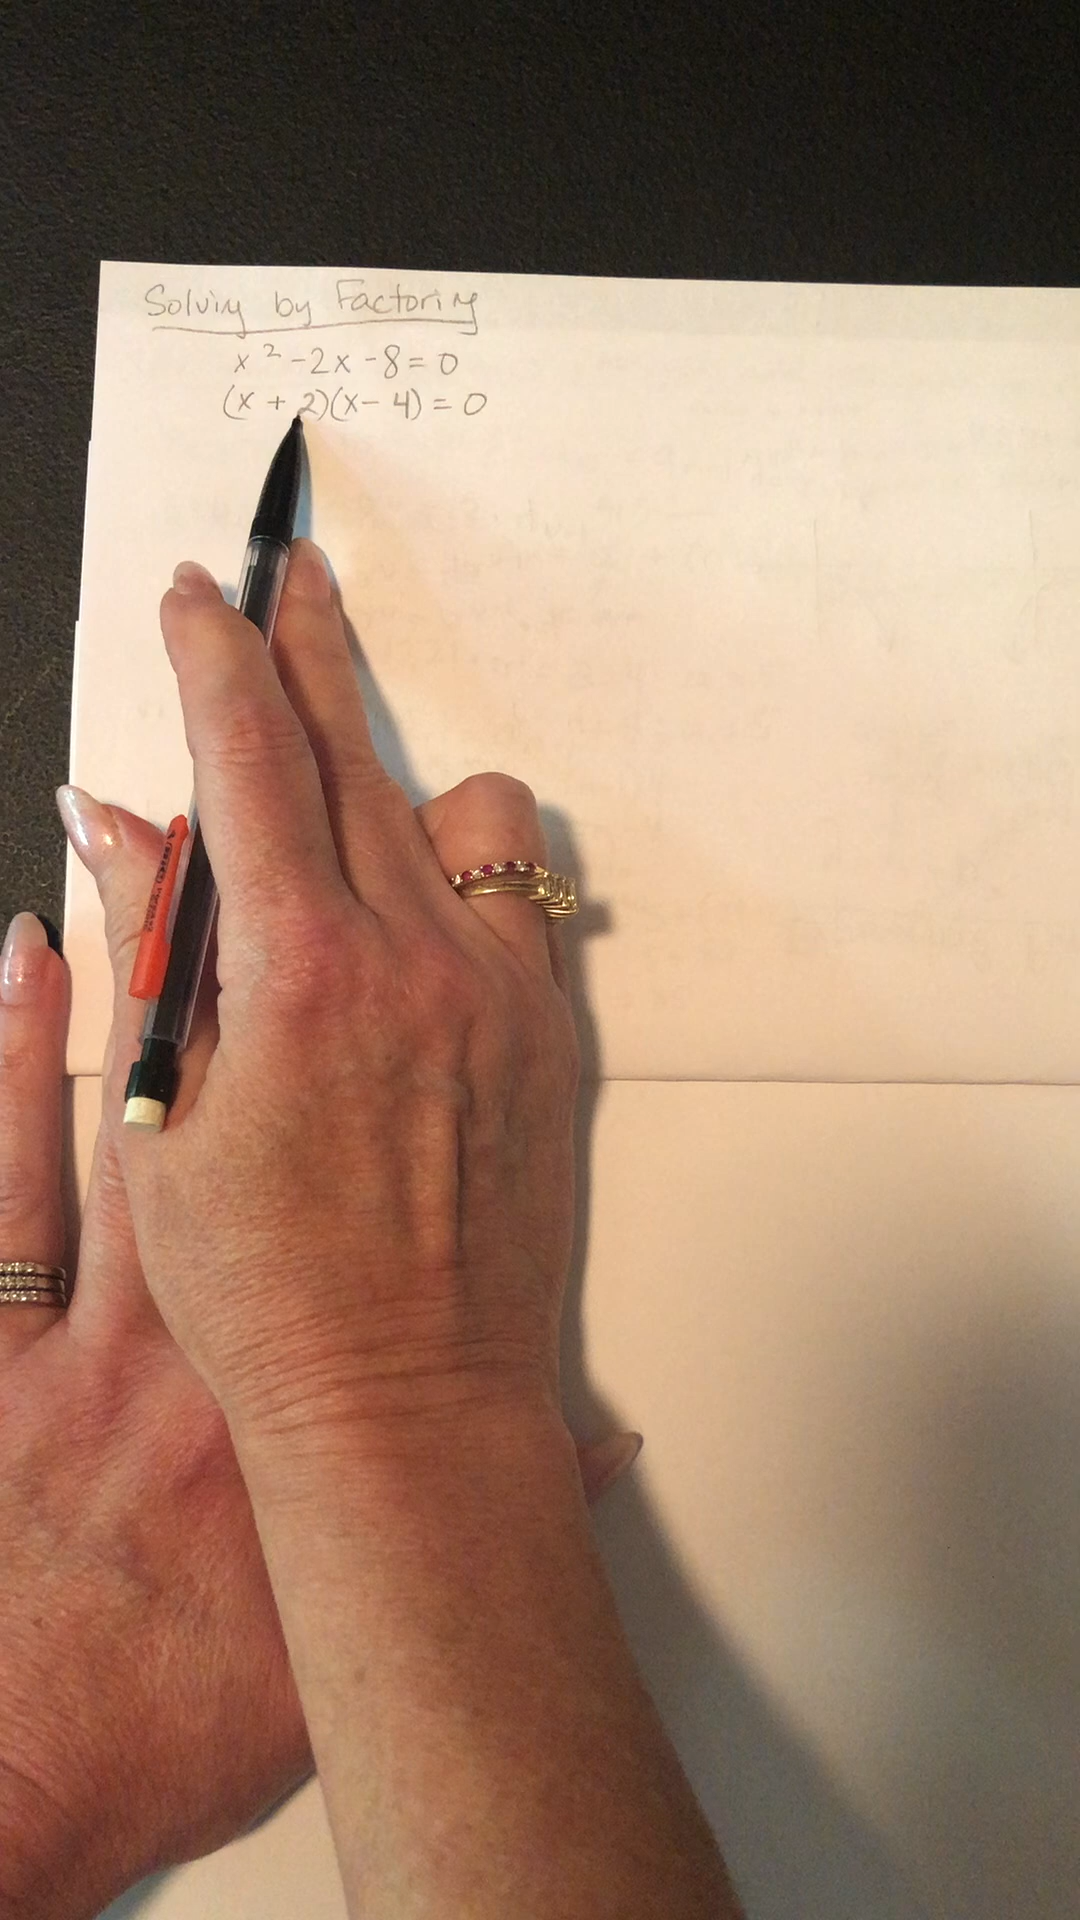 Solving by Factoring
x² - 2x - 8 = 0
(x + 2)(x - 4) = 0